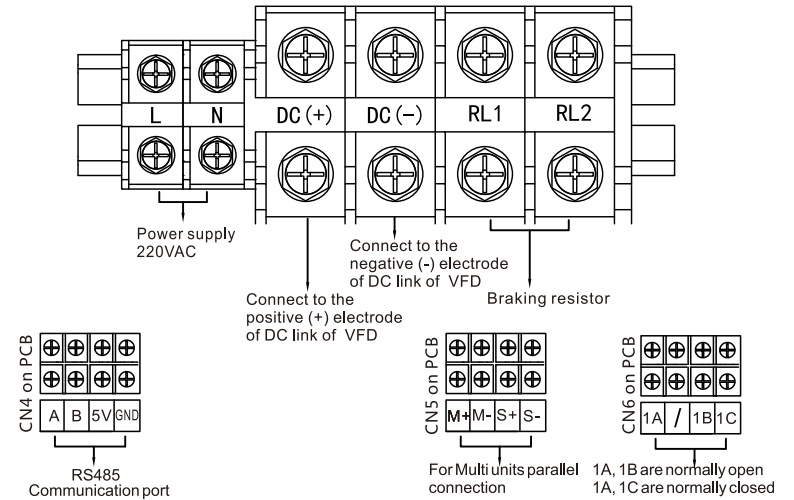 L N DC(+) DC(-) RL1 RL2
Power supply
220VAC
Connect to the
negative (-) electrode
of DC link of VFD
Connect to the
positive (+) electrode
of DC link of VFD
Braking resistor
CN4 on PCB
A B 5V GND
RS485
Communication port
CN5 on PCB
M+ M- S+ S-
For Multi units parallel
connection
CN6 on PCB
1A / 1B 1C
1A, 1B are normally open
1A, 1C are normally closed